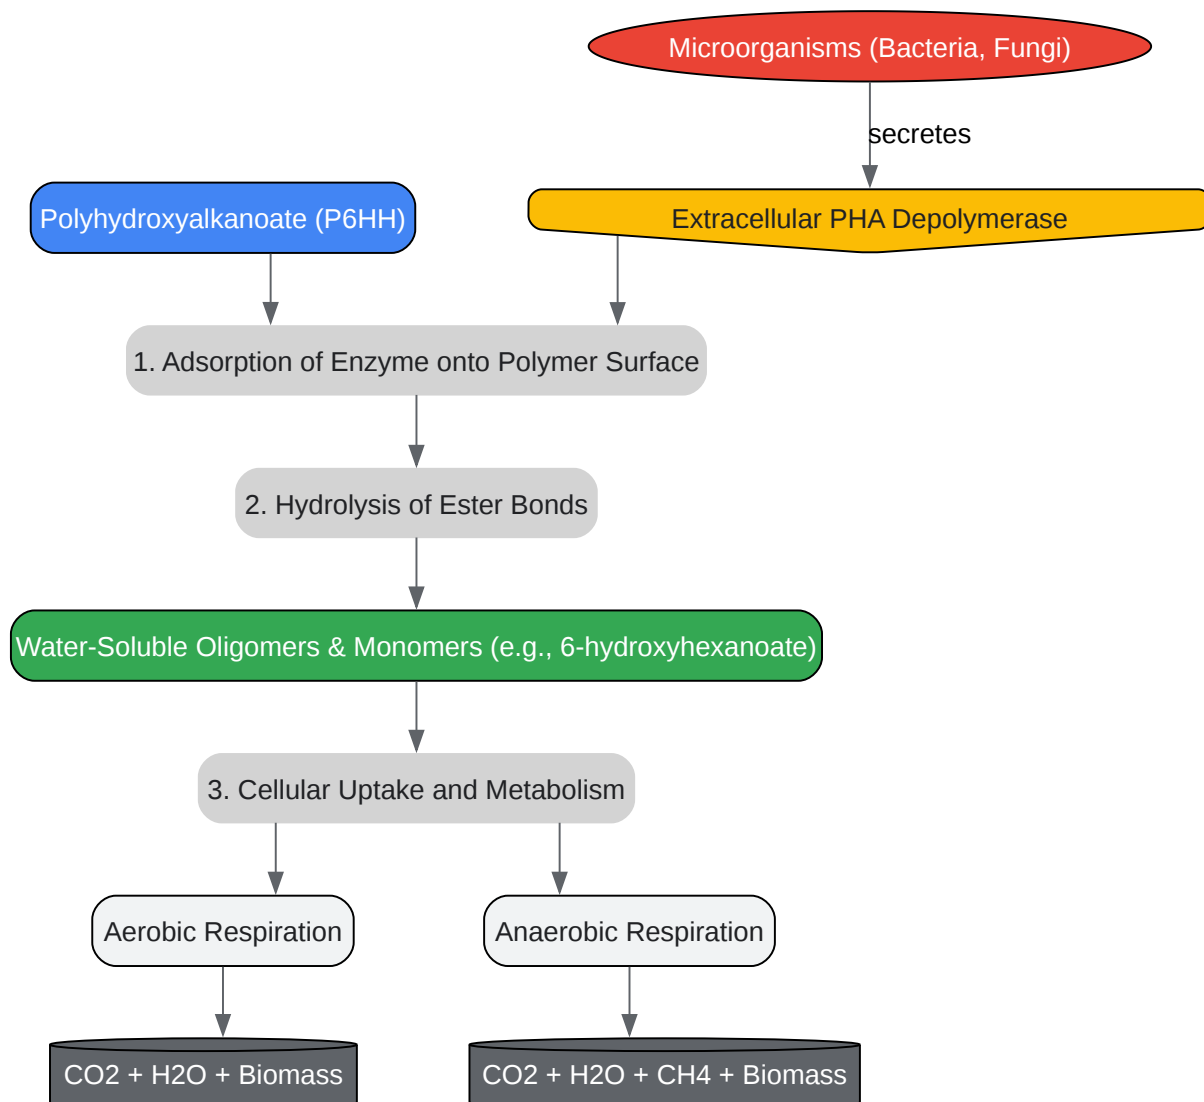 Microorganisms (Bacteria, Fungi)
secretes
Polyhydroxyalkanoate (P6HH)
Extracellular PHA Depolymerase
1. Adsorption of Enzyme onto Polymer Surface
2. Hydrolysis of Ester Bonds
Water-Soluble Oligomers & Monomers (e.g., 6-hydroxyhexanoate)
3. Cellular Uptake and Metabolism
Aerobic Respiration
Anaerobic Respiration
CO2 + H2O + Biomass
CO2 + H2O + CH4 + Biomass